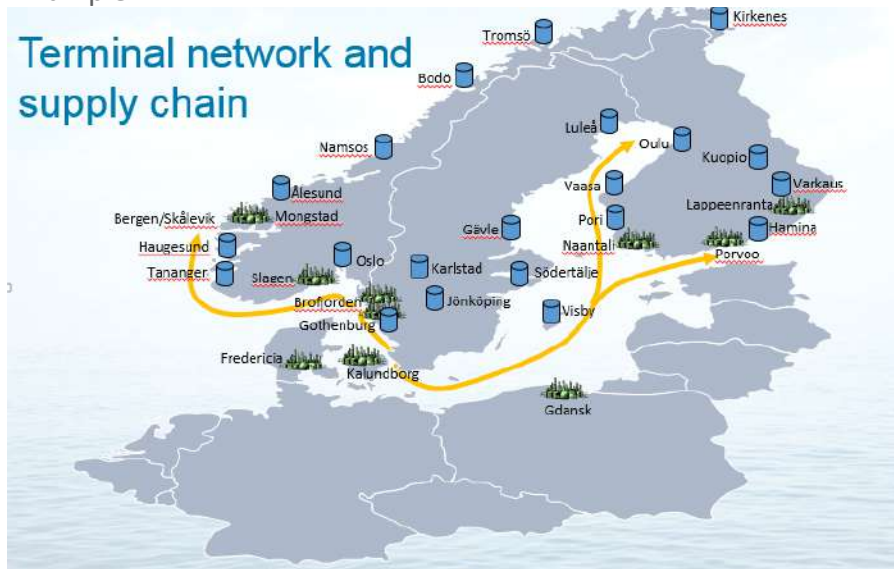 Terminal network and
supply chain
Kirkenes
Tromsö
Bodö
Luleå
Oulu
Namsos
Kuopio
Vaasa
Varkaus
Ålesund
Lappeenranta
Bergen/Skålevik
Mongstad
Pori
Gävle
Hamina
Naantali
Haugesund
Porvoo
Oslo
Karlstad
Södertälje
Tananger
Slagen
Brofjorden
Jönköping
Visby
Gothenburg
Fredericia
Kalundborg
Gdansk